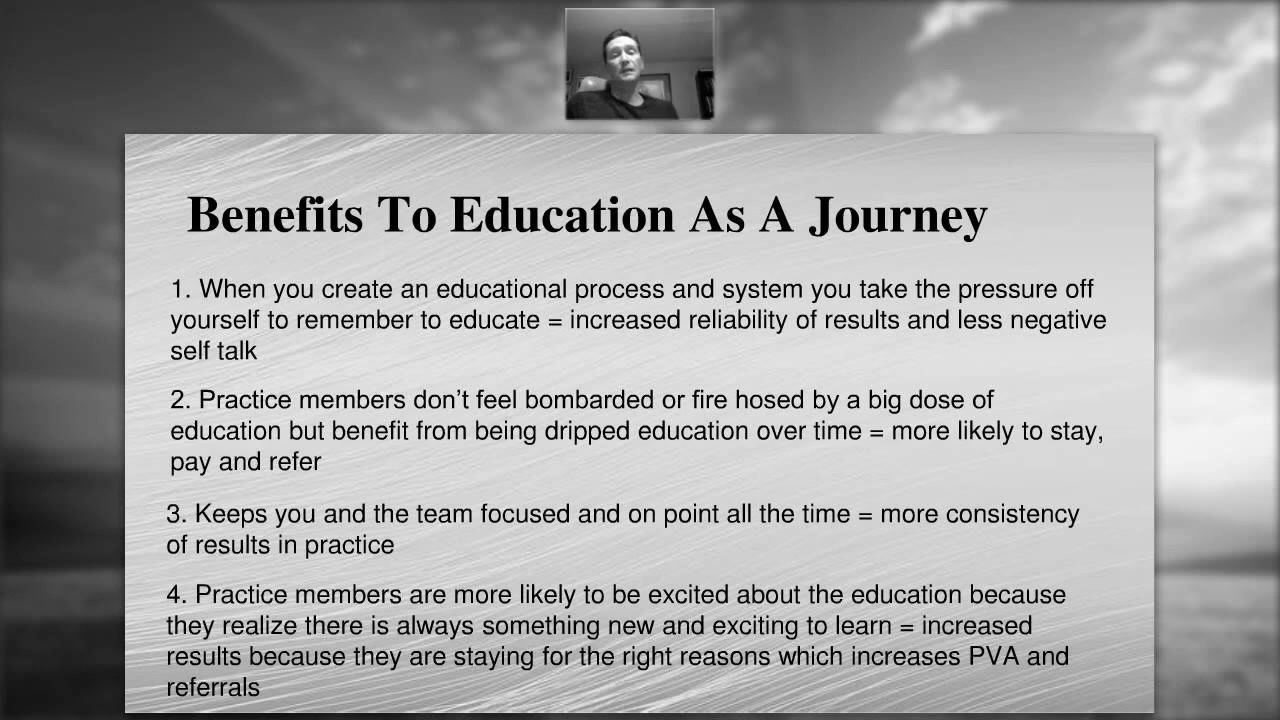 Benefits To Education As A Journey
1. When you create an educational process and system you take the pressure off
yourself to remember to educate = increased reliability of results and less negative
self talk
2. Practice members don’t feel bombarded or fire hosed by a big dose of
education but benefit from being dripped education over time = more likely to stay,
pay and refer
3. Keeps you and the team focused and on point all the time = more consistency
of results in practice
4. Practice members are more likely to be excited about the education because
they realize there is always something new and exciting to learn = increased
results because they are staying for the right reasons which increases PVA and
referrals